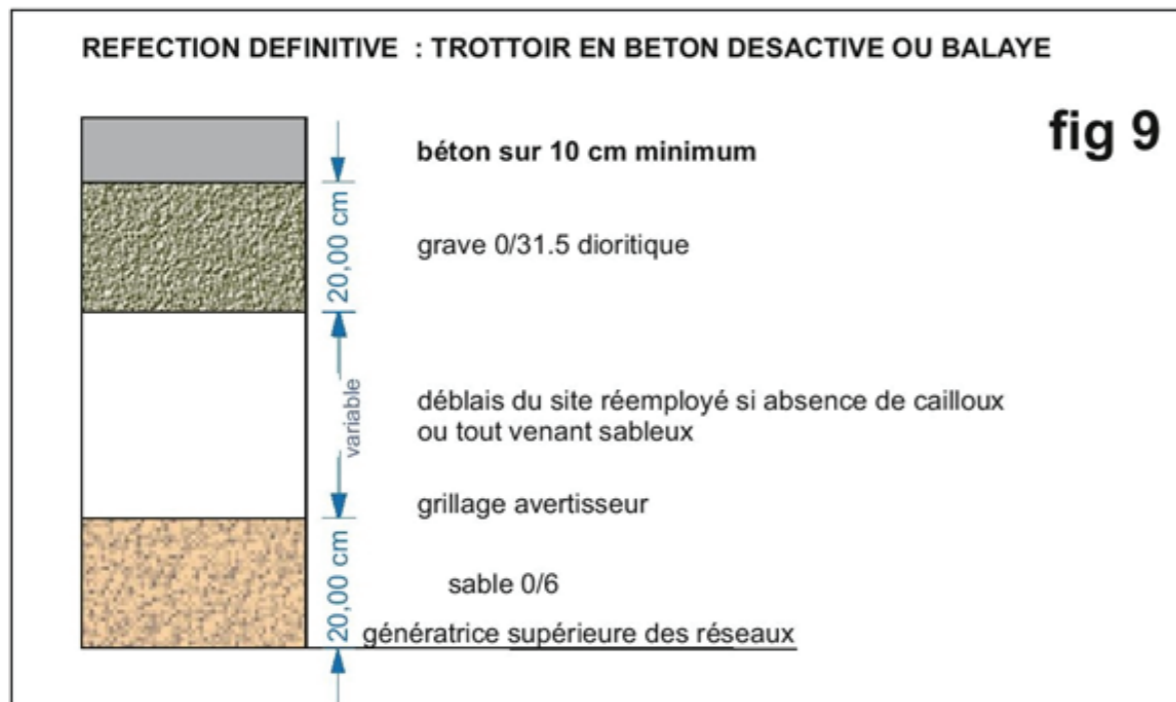 REFECTION DEFINITIVE : TROTTOIR EN BETON DESACTIVE OU BALAYE
fig 9
béton sur 10 cm minimum
20,00 cm
grave 0/31.5 dioritique
variable
déblais du site réemployé si absence de cailloux
ou tout venant sableux
grillage avertisseur
20,00 cm
sable 0/6
génératrice supérieure des réseaux